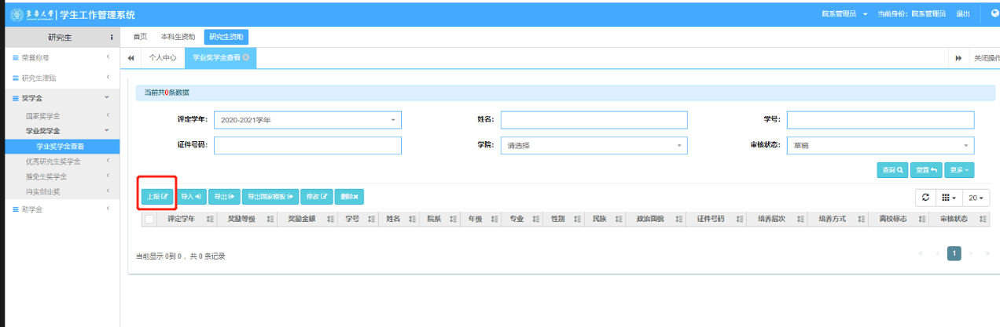 東華大學 | 学生工作管理系统
院系管理员 当前身份: 院系管理员 退出
研究生
首页 本科生资助 研究生资助
荣誉称号
研究生津贴
奖学金
国家奖学金
学业奖学金
学业奖学金查看
优秀研究生奖学金
推免生奖学金
尚实创业奖
助学金
个人中心 学业奖学金查看 关闭操作
当前共0条数据
评定学年: 2020-2021学年 姓名: 学号:
证件号码: 学院: 请选择 审核状态: 草稿
查询 重置 更多
上报 导入 导出 导出国家模板 修改 删除
20
评定学年 奖励等级 奖励金额 学号 姓名 院系 年级 专业 性别 民族 政治面貌 证件号码 培养层次 培养方式 离校标志 审核状态
当前显示 0到 0 ，共 0 条记录
« ‹ 1 › »